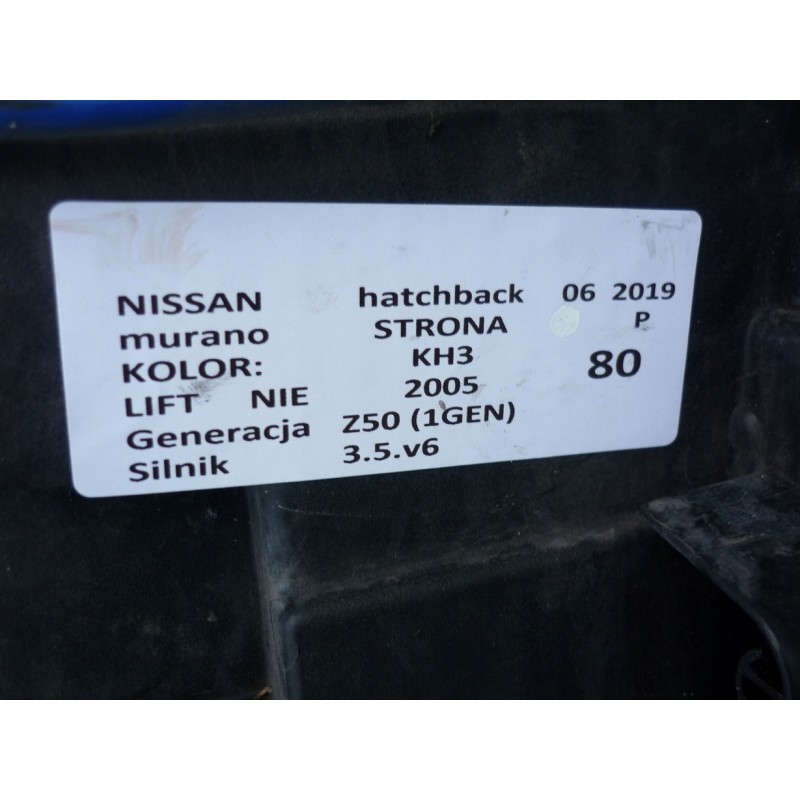 NISSAN hatchback 06 2019
murano STRONA P
KOLOR: KH3 80
LIFT NIE 2005
Generacja Z50 (1GEN)
Silnik 3.5.v6